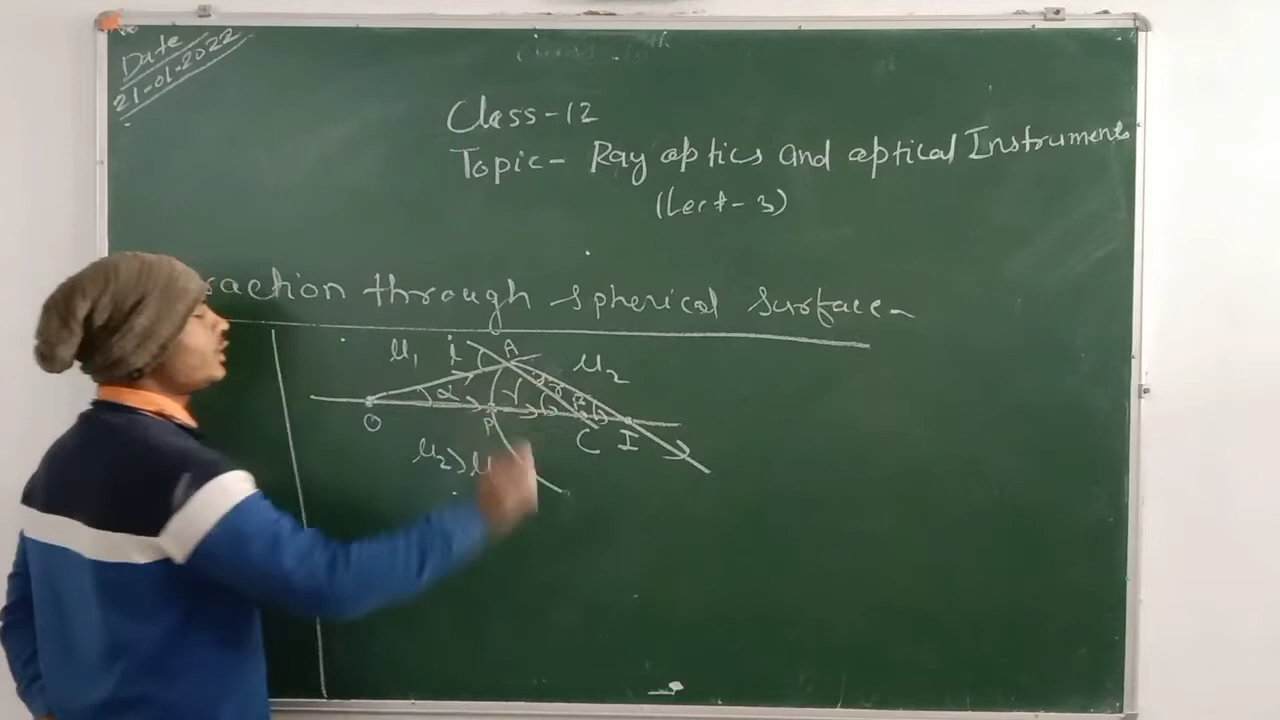 Date
21-01-2022
Class-12
Topic- Ray optics and optical Instruments
(Lect-3)
raction through spherical surface-
μ₁ i A μ₂
α γ r β
O P C I
μ₂>μ